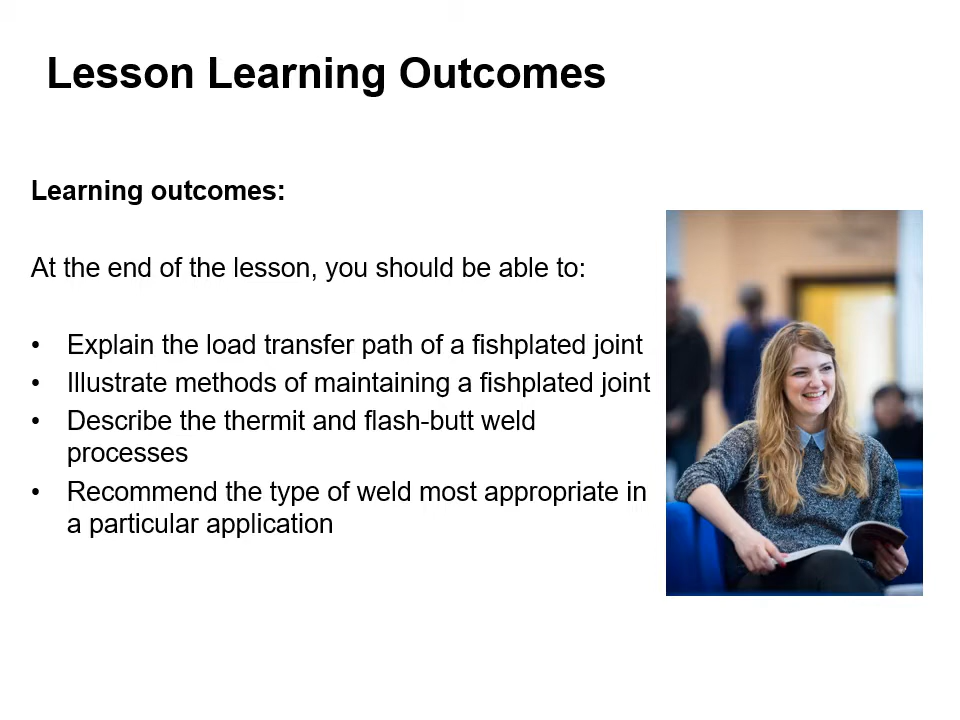 Lesson Learning Outcomes
Learning outcomes:
At the end of the lesson, you should be able to:
• Explain the load transfer path of a fishplated joint
• Illustrate methods of maintaining a fishplated joint
• Describe the thermit and flash-butt weld
processes
• Recommend the type of weld most appropriate in
a particular application